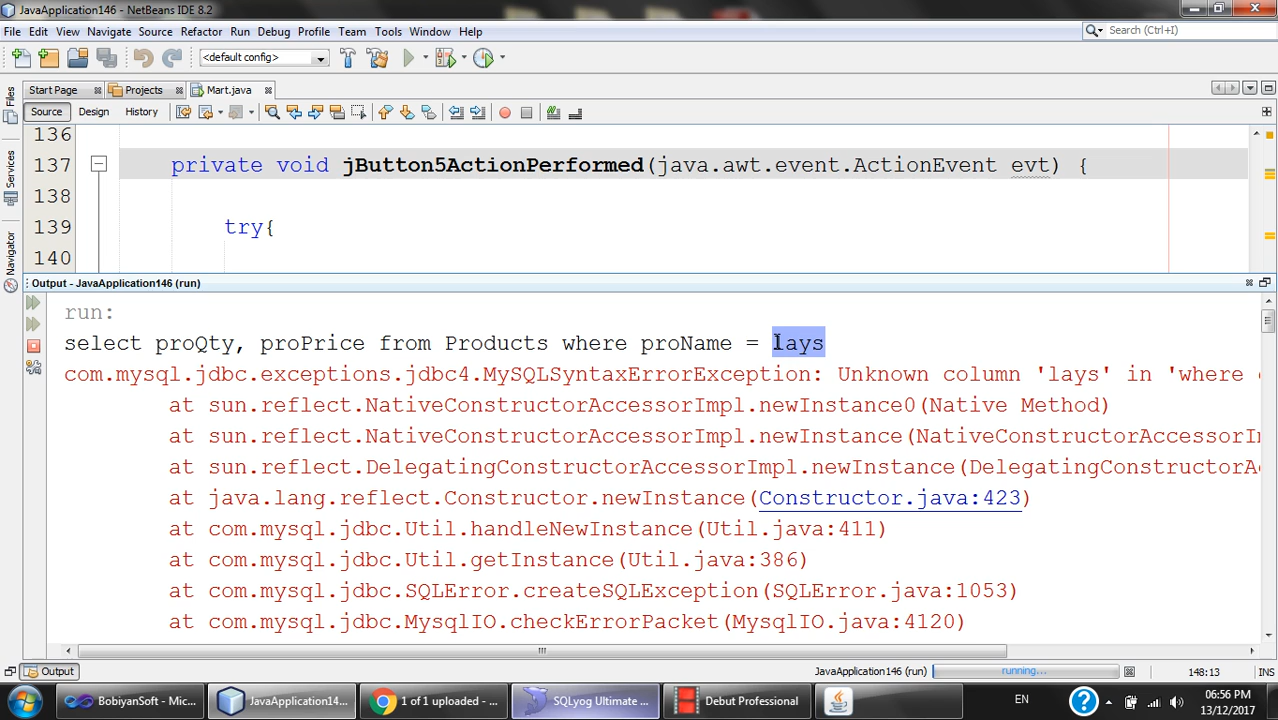 JavaApplication146 - NetBeans IDE 8.2
File Edit View Navigate Source Refactor Run Debug Profile Team Tools Window Help
Search (Ctrl+I)
<default config>
Start Page Projects Mart.java
Source Design History
Files
Services
Navigator
136
137 private void jButton5ActionPerformed(java.awt.event.ActionEvent evt) {
138
139 try{
140
Output - JavaApplication146 (run)
run:
select proQty, proPrice from Products where proName = lays
com.mysql.jdbc.exceptions.jdbc4.MySQLSyntaxErrorException: Unknown column 'lays' in 'where
at sun.reflect.NativeConstructorAccessorImpl.newInstance0(Native Method)
at sun.reflect.NativeConstructorAccessorImpl.newInstance(NativeConstructorAccessorI
at sun.reflect.DelegatingConstructorAccessorImpl.newInstance(DelegatingConstructorA
at java.lang.reflect.Constructor.newInstance(Constructor.java:423)
at com.mysql.jdbc.Util.handleNewInstance(Util.java:411)
at com.mysql.jdbc.Util.getInstance(Util.java:386)
at com.mysql.jdbc.SQLError.createSQLException(SQLError.java:1053)
at com.mysql.jdbc.MysqlIO.checkErrorPacket(MysqlIO.java:4120)
Output JavaApplication146 (run) running... 148:13 INS
BobiyanSoft - Mic... JavaApplication14... 1 of 1 uploaded - ... SQLyog Ultimate ... Debut Professional EN 06:56 PM
13/12/2017